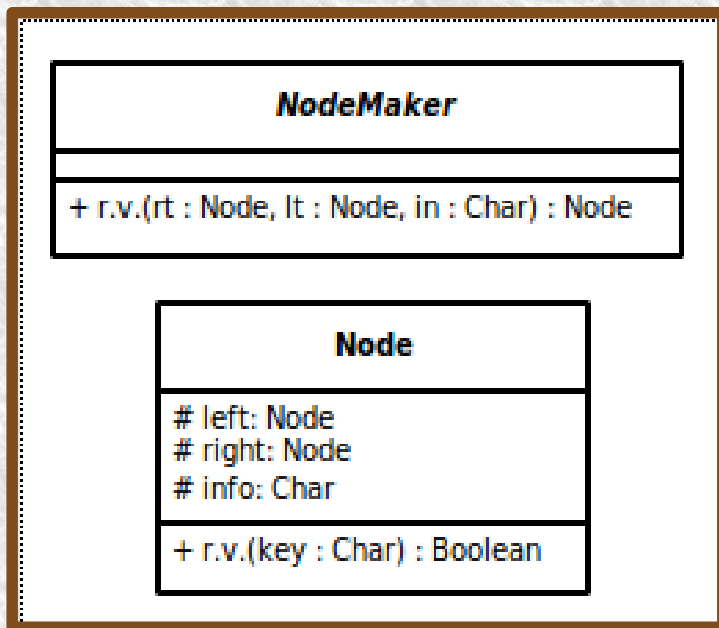 NodeMaker
+ r.v.(rt : Node, lt : Node, in : Char) : Node
Node
# left: Node
# right: Node
# info: Char
+ r.v.(key : Char) : Boolean